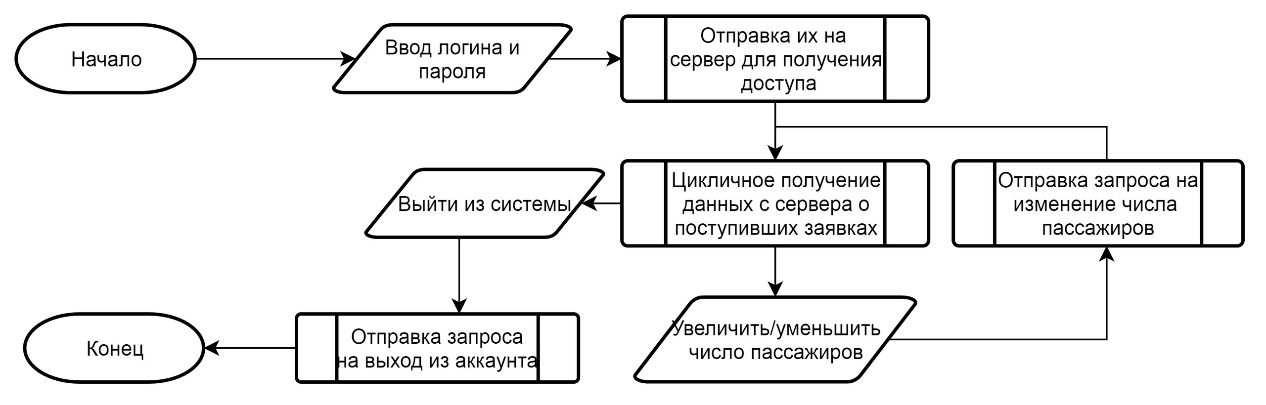 Начало
Ввод логина и
пароля
Отправка их на
сервер для получения
доступа
Выйти из системы
Цикличное получение
данных с сервера о
поступивших заявках
Отправка запроса на
изменение числа
пассажиров
Конец
Отправка запроса
на выход из аккаунта
Увеличить/уменьшить
число пассажиров